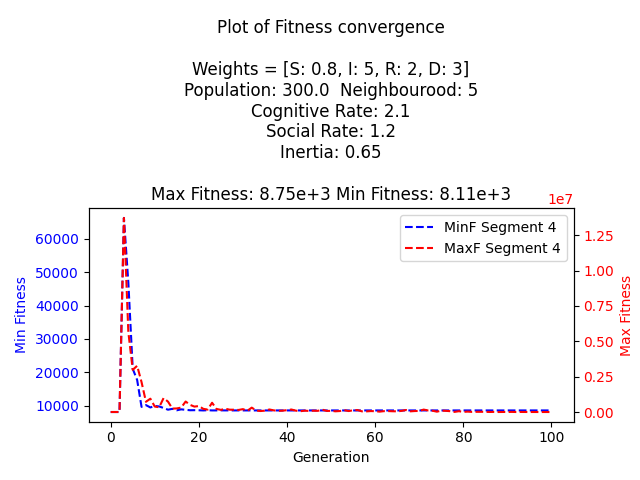 Plot of Fitness convergence
Weights = [S: 0.8, I: 5, R: 2, D: 3]
Population: 300.0  Neighbourood: 5
Cognitive Rate: 2.1
Social Rate: 1.2
Inertia: 0.65
Max Fitness: 8.75e+3 Min Fitness: 8.11e+3
1e7
MinF Segment 4
MaxF Segment 4
60000
50000
40000
30000
20000
10000
Min Fitness
1.25
1.00
0.75
0.50
0.25
0.00
Max Fitness
0 20 40 60 80 100
Generation